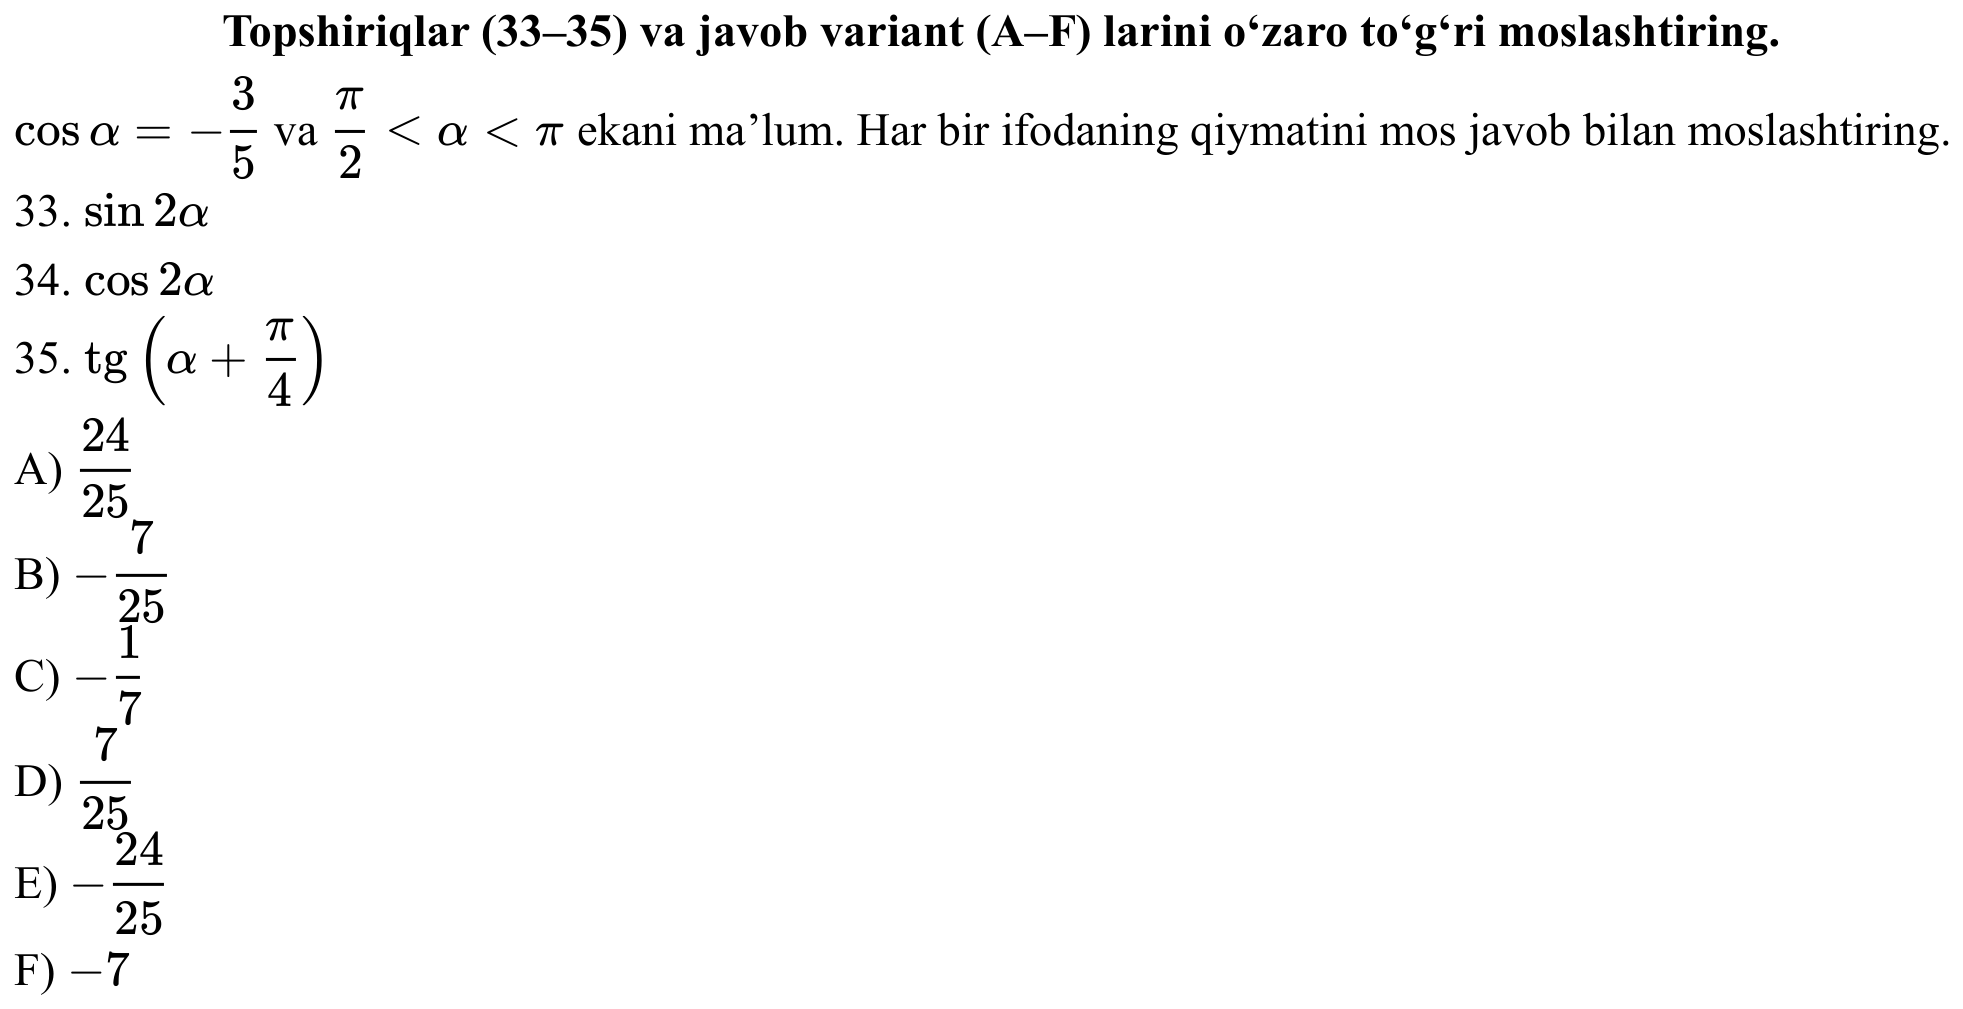 Topshiriqlar (33–35) va javob variant (A–F) larini o‘zaro to‘g‘ri moslashtiring.
cos α = −3/5 va π/2 < α < π ekani ma’lum. Har bir ifodaning qiymatini mos javob bilan moslashtiring.
33. sin 2α
34. cos 2α
35. tg (α + π/4)
A) 24/25
B) −7/25
C) −1/7
D) 7/25
E) −24/25
F) −7